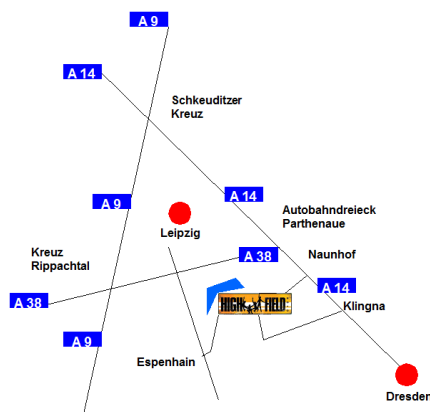 A 9
A 14
Schkeuditzer
Kreuz
A 14
A 9
Autobahndreieck
Parthenaue
Leipzig
Kreuz
Rippachtal
A 38
Naunhof
A 14
A 38
HIGH FIELD
Klingna
A 9
Espenhain
Dresden